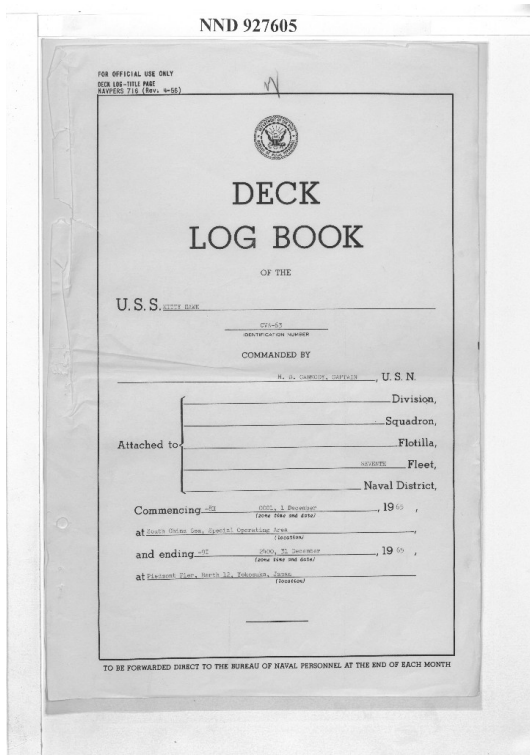 NND 927605
FOR OFFICIAL USE ONLY
DECK LOG-TITLE PAGE
NAVPERS 716 (Rev. 4-55)
DECK
LOG BOOK
OF THE
U.S.S. KITTY HAWK
CVA-63
IDENTIFICATION NUMBER
COMMANDED BY
CAPTAIN, U.S.N.
Division,
Squadron,
Attached to
Flotilla,
SEVENTH Fleet,
Naval District,
Commencing 0001, 1 December, 1965,
(zone time and date)
at South China Sea, Special Operating Area,
(location)
and ending 2400, 31 December, 1965,
(zone time and date)
at Piedmont Pier, North 12, Yokosuka, Japan
(location)
TO BE FORWARDED DIRECT TO THE BUREAU OF NAVAL PERSONNEL AT THE END OF EACH MONTH